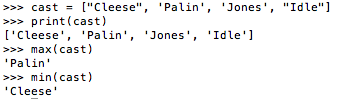 >>> cast = ["Cleese", 'Palin', 'Jones', "Idle"]
>>> print(cast)
['Cleese', 'Palin', 'Jones', 'Idle']
>>> max(cast)
'Palin'
>>> min(cast)
'Cleese'